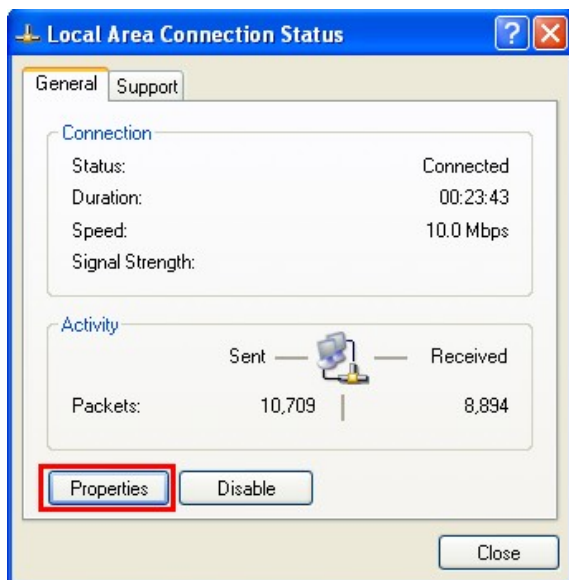 Local Area Connection Status
General Support
Connection
Status: Connected
Duration: 00:23:43
Speed: 10.0 Mbps
Signal Strength:
Activity
Sent Received
Packets: 10,709 8,894
Properties Disable
Close